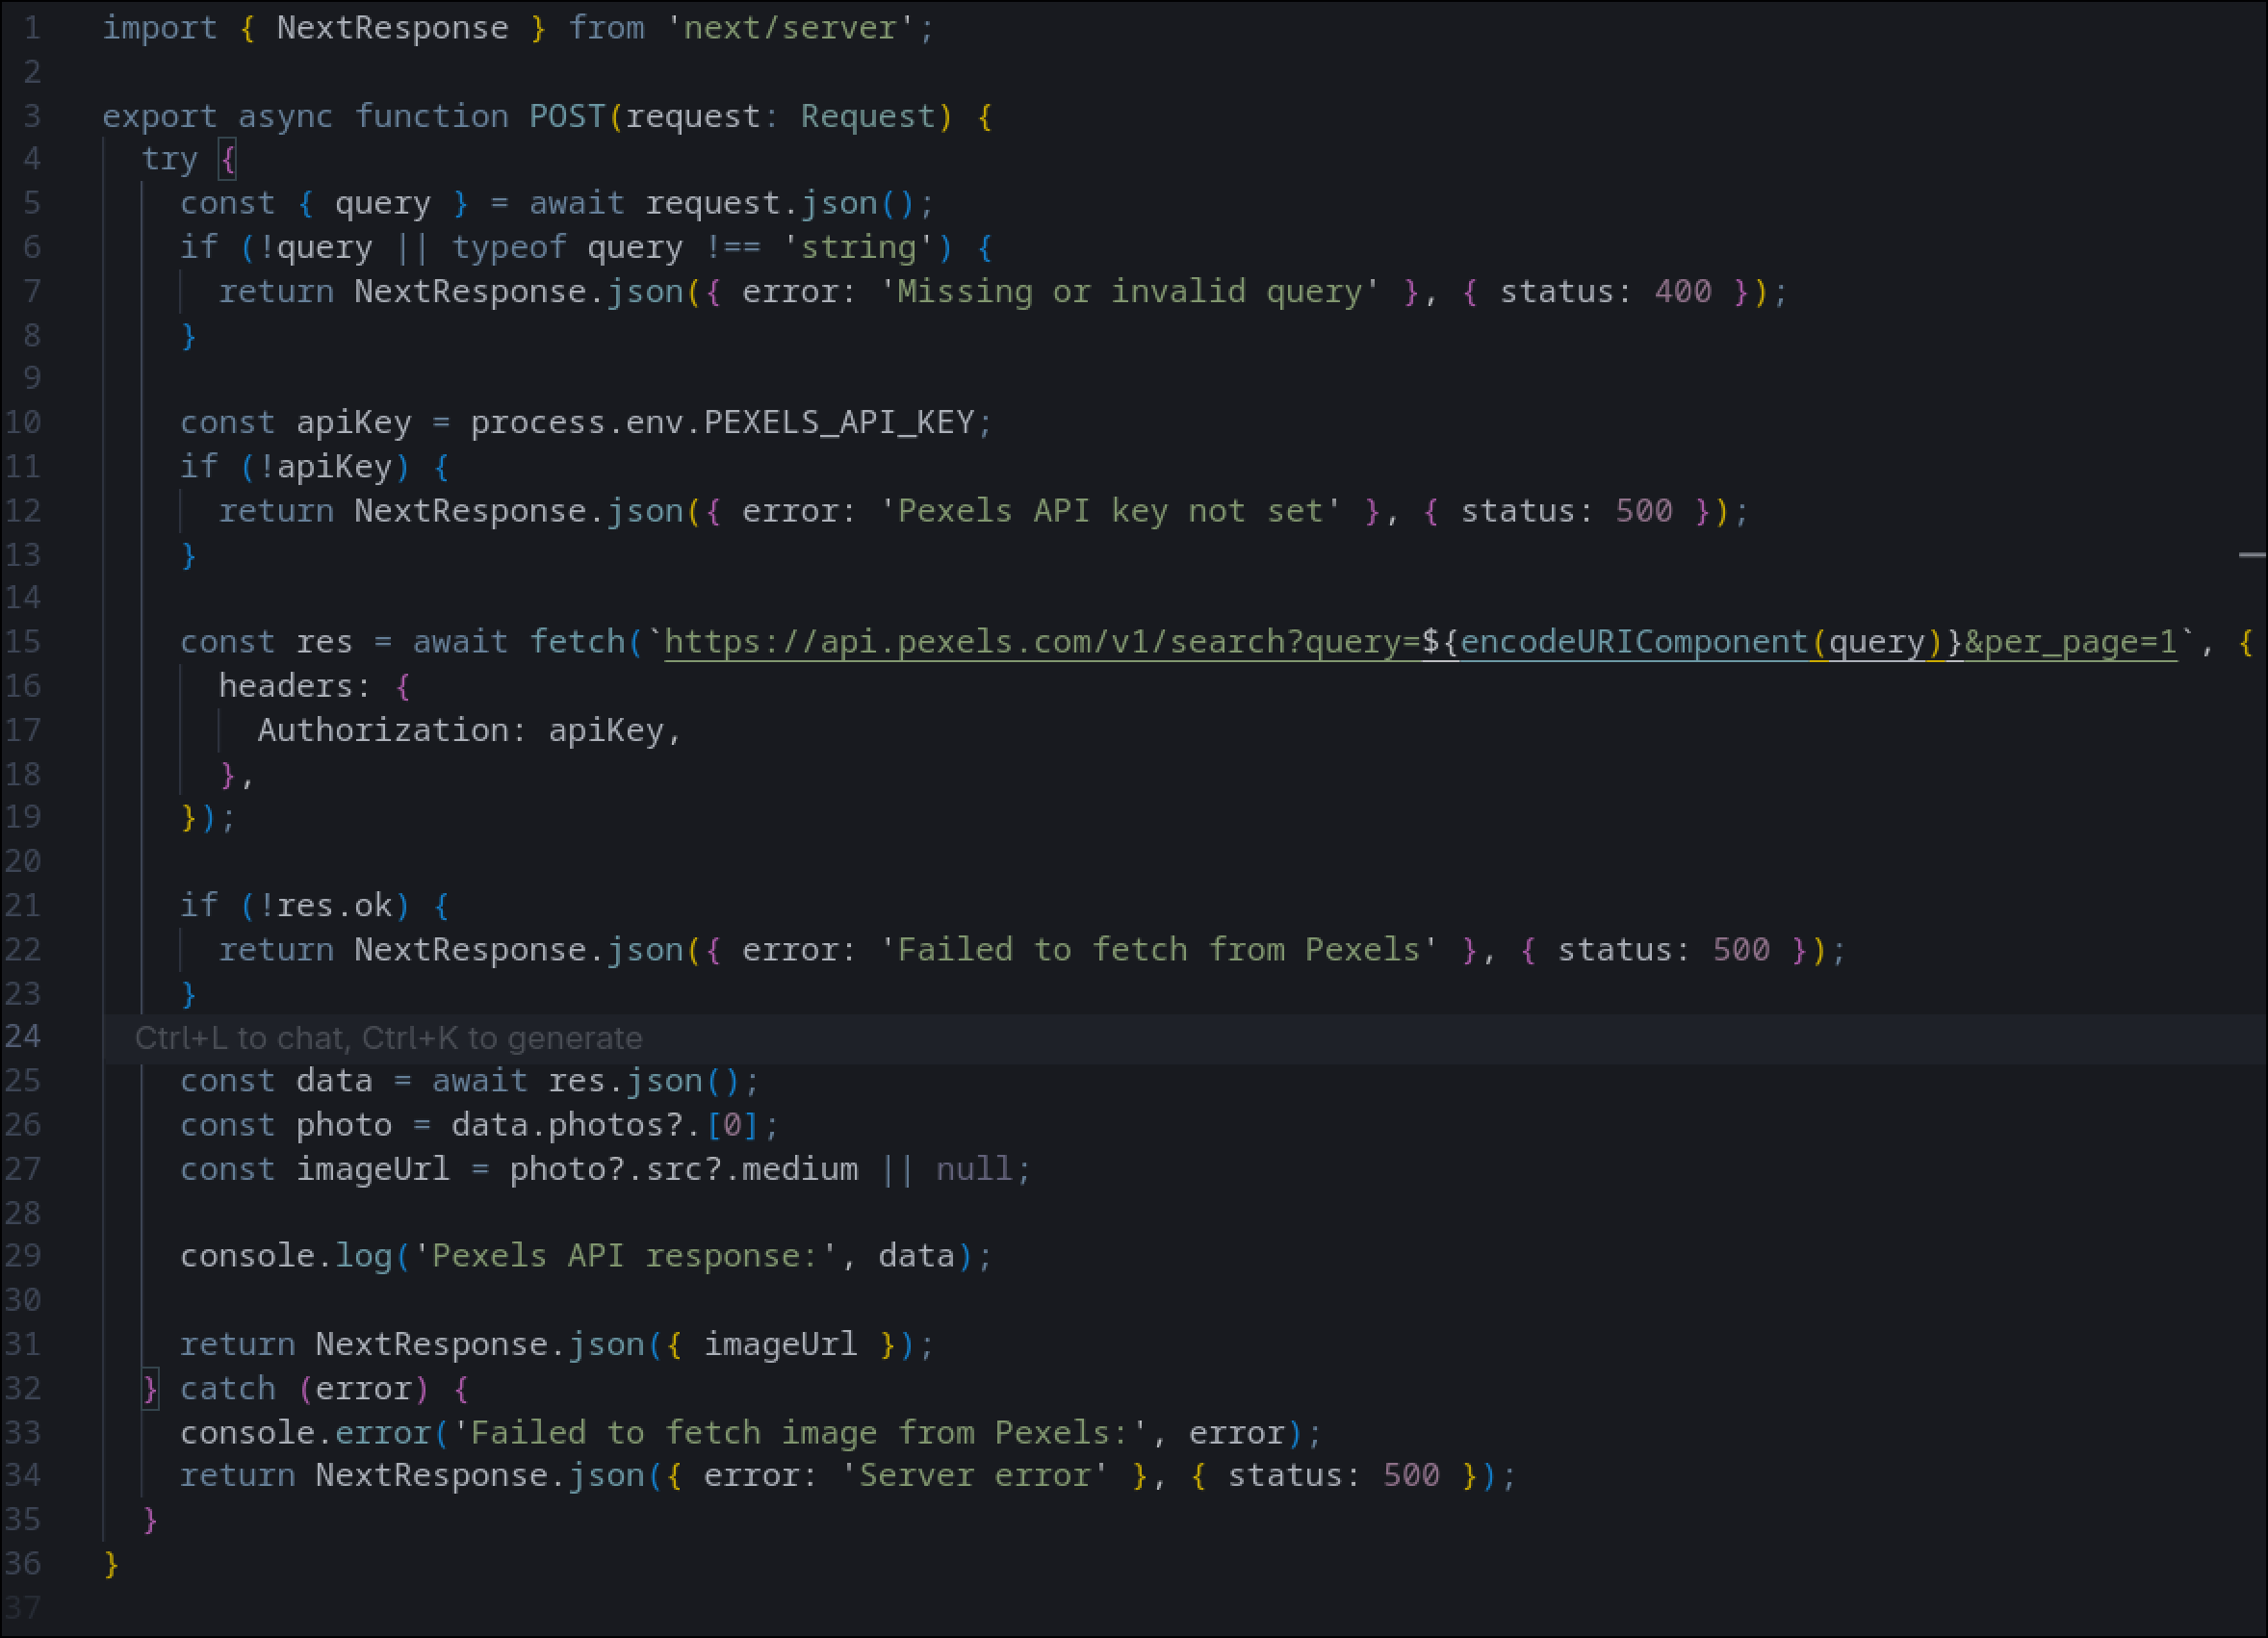 1 import { NextResponse } from 'next/server';
2
3 export async function POST(request: Request) {
4   try {
5     const { query } = await request.json();
6     if (!query || typeof query !== 'string') {
7       return NextResponse.json({ error: 'Missing or invalid query' }, { status: 400 });
8     }
9
10     const apiKey = process.env.PEXELS_API_KEY;
11     if (!apiKey) {
12       return NextResponse.json({ error: 'Pexels API key not set' }, { status: 500 });
13     }
14
15     const res = await fetch(`https://api.pexels.com/v1/search?query=${encodeURIComponent(query)}&per_page=1`, {
16       headers: {
17         Authorization: apiKey,
18       },
19     });
20
21     if (!res.ok) {
22       return NextResponse.json({ error: 'Failed to fetch from Pexels' }, { status: 500 });
23     }
24   Ctrl+L to chat, Ctrl+K to generate
25     const data = await res.json();
26     const photo = data.photos?.[0];
27     const imageUrl = photo?.src?.medium || null;
28
29     console.log('Pexels API response:', data);
30
31     return NextResponse.json({ imageUrl });
32   } catch (error) {
33     console.error('Failed to fetch image from Pexels:', error);
34     return NextResponse.json({ error: 'Server error' }, { status: 500 });
35   }
36 }
37